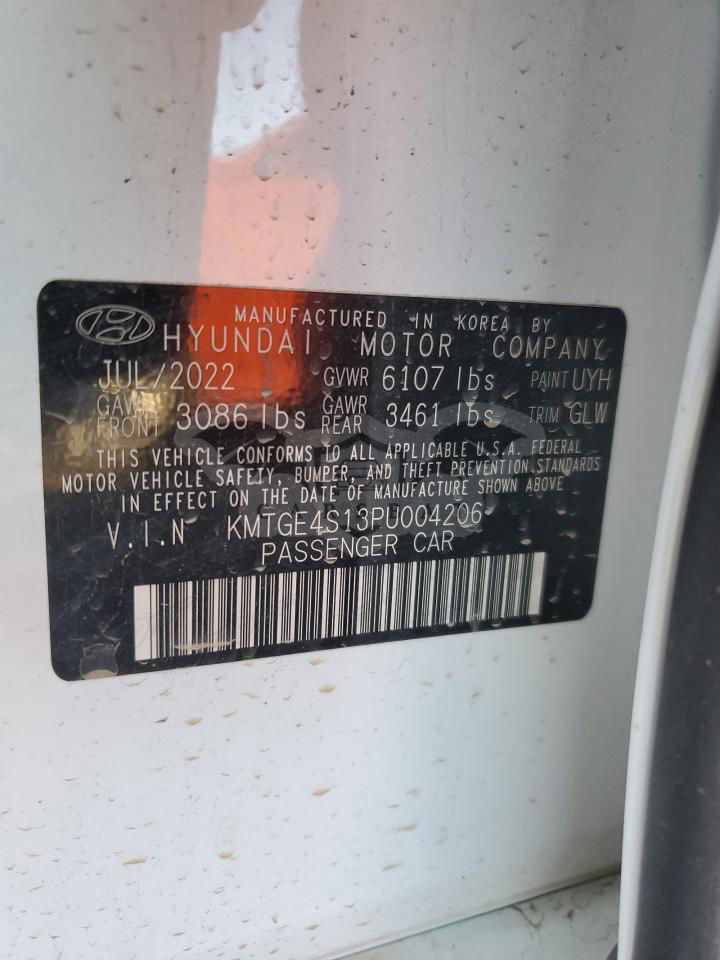 MANUFACTURED IN KOREA BY
HYUNDAI MOTOR COMPANY
JUL/2022 GVWR 6107 lbs PAINT UYH
GAWR FRONT 3086 lbs GAWR REAR 3461 lbs TRIM GLW
THIS VEHICLE CONFORMS TO ALL APPLICABLE U.S.A. FEDERAL
MOTOR VEHICLE SAFETY, BUMPER, AND THEFT PREVENTION STANDARDS
IN EFFECT ON THE DATE OF MANUFACTURE SHOWN ABOVE
V.I.N KMTGE4S13PU004206
PASSENGER CAR